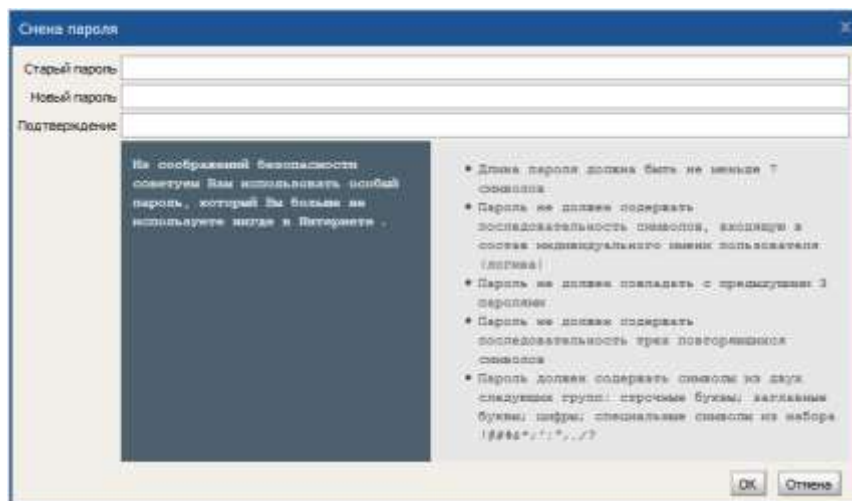 Смена пароля
Старый пароль
Новый пароль
Подтверждение
Из соображений безопасности
советуем Вам использовать особый
пароль, который Вы больше не
используете нигде в Интернете .
• Длина пароля должна быть не меньше 7
символов
• Пароль не должен содержать
последовательность символов, входящую в
состав индивидуального имени пользователя
(логина)
• Пароль не должен совпадать с предыдущими 3
паролями
• Пароль не должен содержать
последовательность трех повторяющихся
символов
• Пароль должен содержать символы из двух
следующих групп: строчные буквы; заглавные
буквы; цифры; специальные символы из набора
OK
Отмена